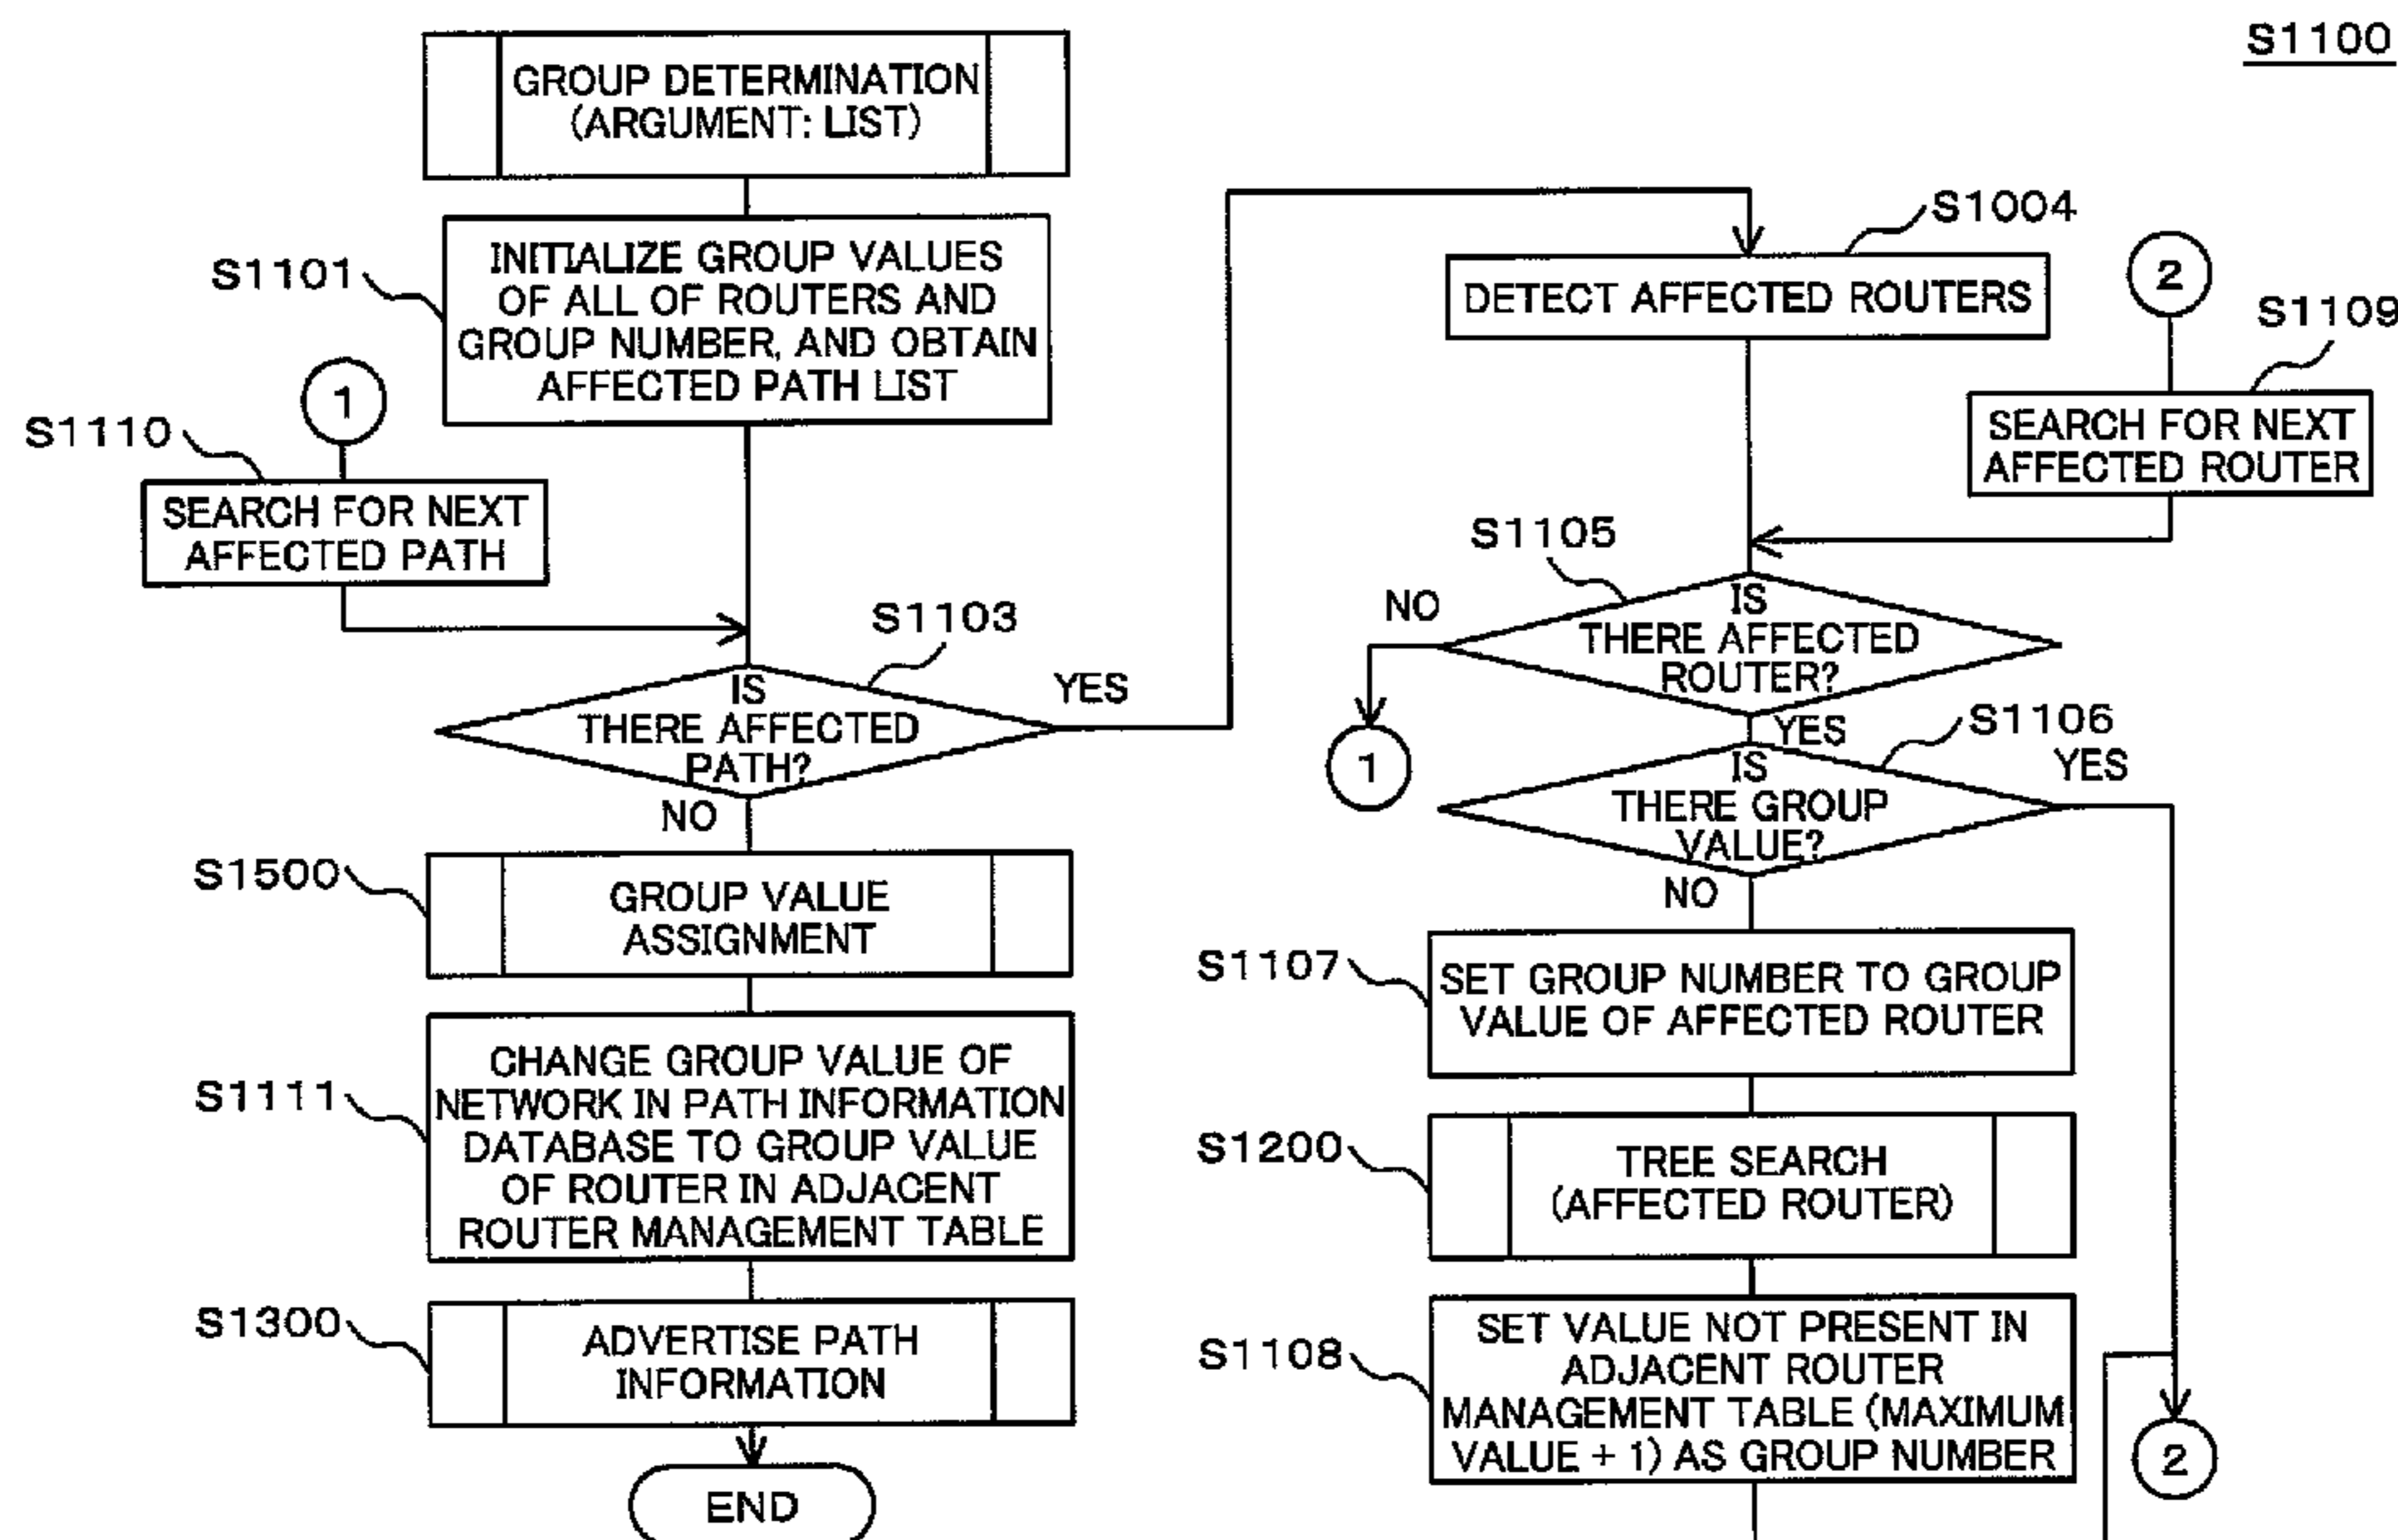 S1100
GROUP DETERMINATION
(ARGUMENT: LIST)
S1101
INITIALIZE GROUP VALUES
OF ALL OF ROUTERS AND
GROUP NUMBER, AND OBTAIN
AFFECTED PATH LIST
1
S1110
SEARCH FOR NEXT
AFFECTED PATH
S1103
IS
THERE AFFECTED
PATH?
YES
NO
S1500
GROUP VALUE
ASSIGNMENT
S1111
CHANGE GROUP VALUE OF
NETWORK IN PATH INFORMATION
DATABASE TO GROUP VALUE
OF ROUTER IN ADJACENT
ROUTER MANAGEMENT TABLE
S1300
ADVERTISE PATH
INFORMATION
END
S1004
DETECT AFFECTED ROUTERS
2
S1109
SEARCH FOR NEXT
AFFECTED ROUTER
S1105
IS
THERE AFFECTED
ROUTER?
NO
1
YES
S1106
IS
THERE GROUP
VALUE?
YES
NO
S1107
SET GROUP NUMBER TO GROUP
VALUE OF AFFECTED ROUTER
S1200
TREE SEARCH
(AFFECTED ROUTER)
S1108
SET VALUE NOT PRESENT IN
ADJACENT ROUTER
MANAGEMENT TABLE (MAXIMUM
VALUE + 1) AS GROUP NUMBER
2